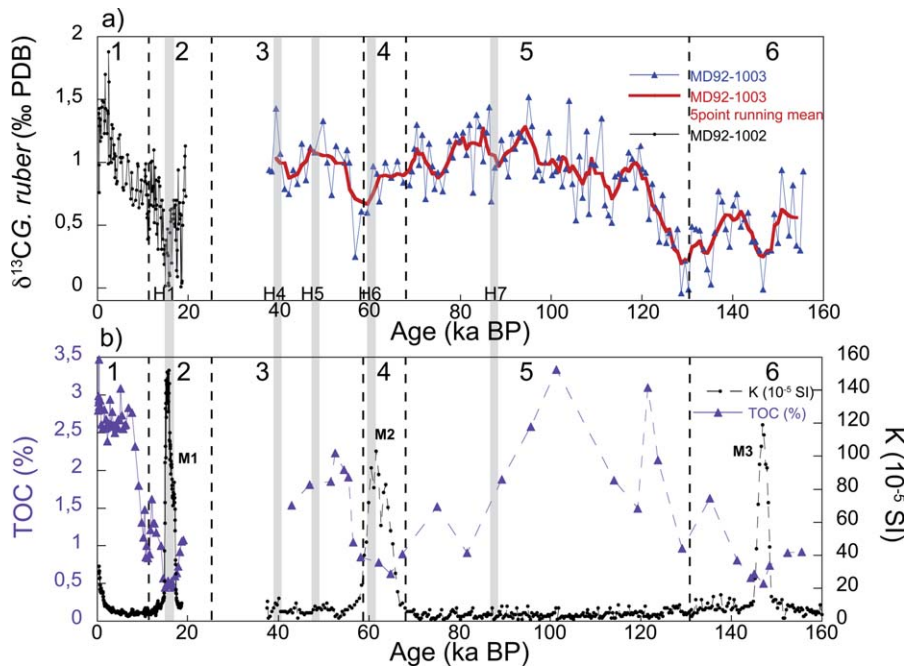 a)
1 2 3 4 5 6
δ¹³C G. ruber (‰ PDB)
2
1,5
1
0,5
0
MD92-1003
MD92-1003
5point running mean
MD92-1002
H1 H4 H5 H6 H7
0 20 40 60 80 100 120 140 160
Age (ka BP)
b)
1 2 3 4 5 6
TOC (%)
3,5
3
2,5
2
1,5
1
0,5
0
M1 M2 M3
K (10⁻⁵ SI)
TOC (%)
160
140
120
100
80
60
40
20
0
K (10⁻⁵ SI)
0 20 40 60 80 100 120 140 160
Age (ka BP)